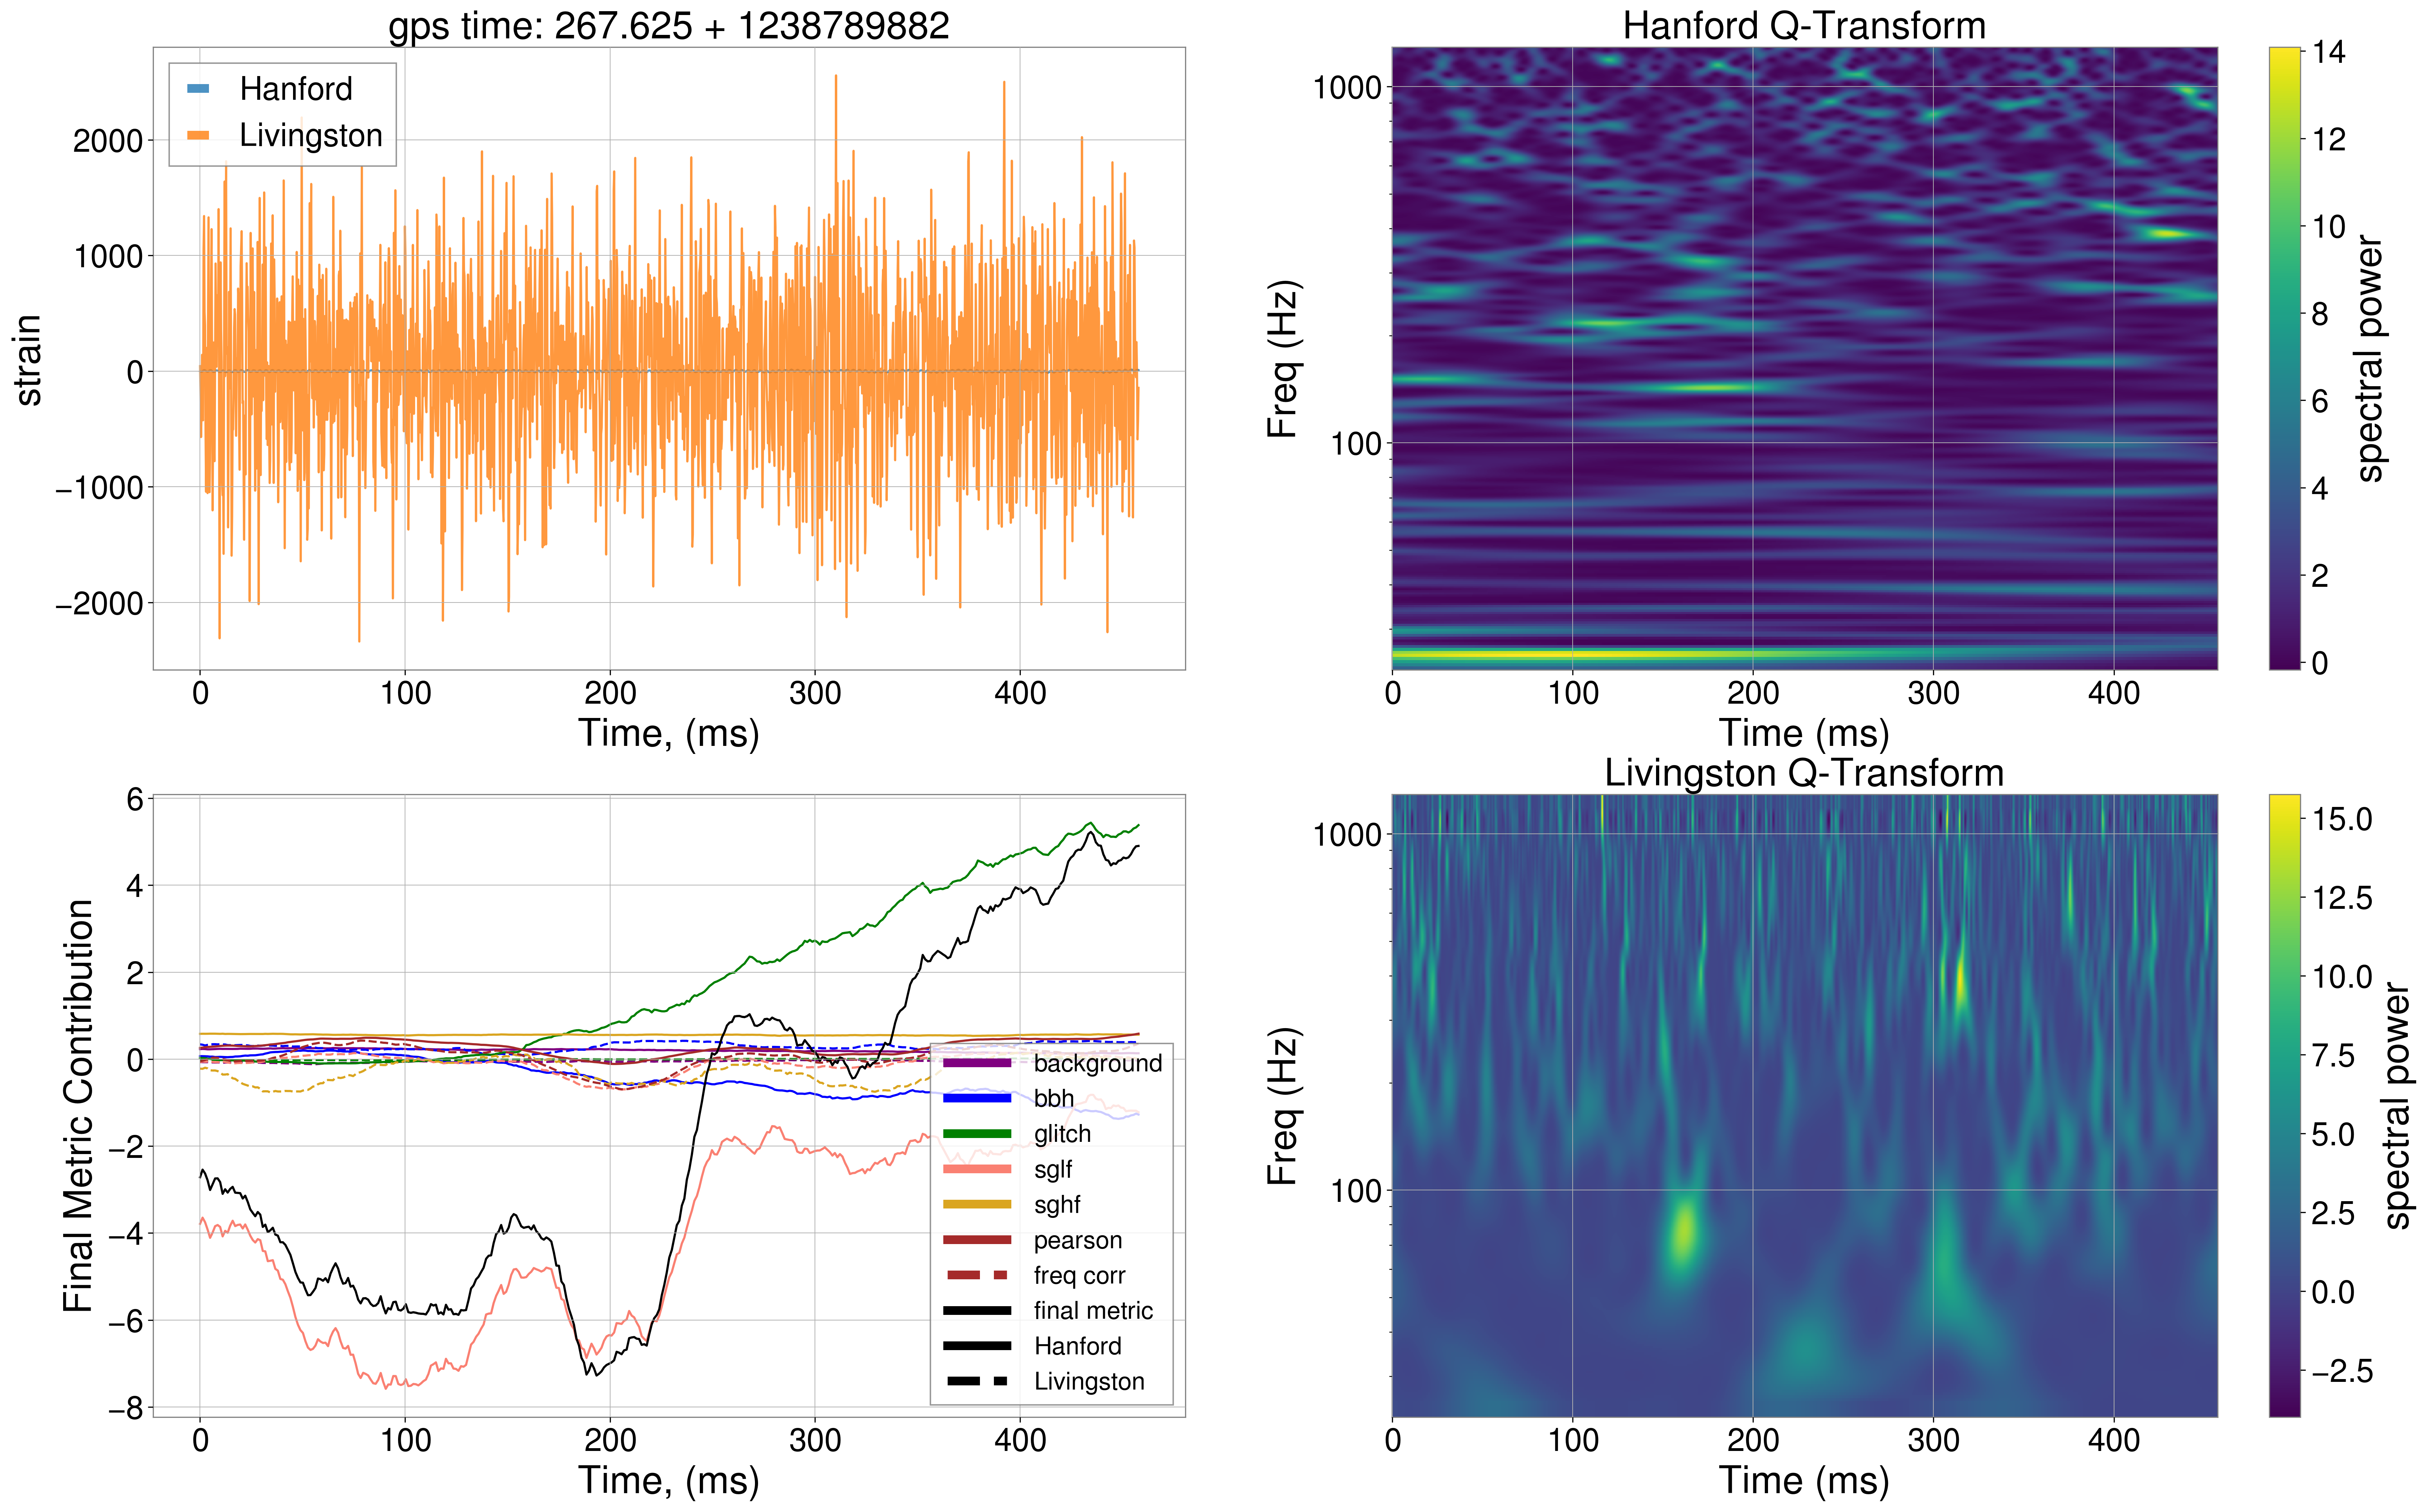 gps time: 267.625 + 1238789882
Hanford
Livingston
strain
2000
1000
0
−1000
−2000
0 100 200 300 400
Time, (ms)
Hanford Q-Transform
Freq (Hz)
1000
100
0 100 200 300 400
Time (ms)
14
12
10
8
6
4
2
0
spectral power
Final Metric Contribution
6
4
2
0
−2
−4
−6
−8
background
bbh
glitch
sglf
sghf
pearson
freq corr
final metric
Hanford
Livingston
0 100 200 300 400
Time, (ms)
Livingston Q-Transform
Freq (Hz)
1000
100
0 100 200 300 400
Time (ms)
15.0
12.5
10.0
7.5
5.0
2.5
0.0
−2.5
spectral power